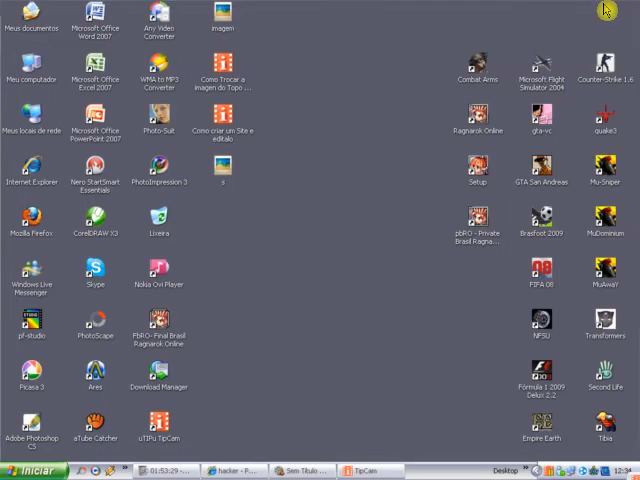 Meus documentos
Microsoft Office
Word 2007
Any Video
Converter
imagem
Meu computador
Microsoft Office
Excel 2007
WMA to MP3
Converter
Como Trocar a
imagem do Topo ...
Combat Arms
Microsoft Flight
Simulator 2004
Counter-Strike 1.6
Meus locais de rede
Microsoft Office
PowerPoint 2007
Photo-Suit
Como criar um Site e
editalo
Ragnarok Online
gta-vc
quake3
Internet Explorer
Nero StartSmart
Essentials
PhotoImpression 3
s
Setup
GTA San Andreas
Mu-Sniper
Mozilla Firefox
CorelDRAW X3
Lixeira
pbRO - Private
Brasil Ragna...
Brasfoot 2009
MuDominium
Windows Live
Messenger
Skype
Nokia Ovi Player
FIFA 08
MuAwaY
STUDIO
pf-studio
PhotoScape
FbRO - Final Brasil
Ragnarok Online
NFSU
Transformers
Picasa 3
Ares
Download Manager
Fórmula 1 2009
Delux 2.2
Second Life
Adobe Photoshop
CS
aTube Catcher
uTIPu TipCam
Empire Earth
Tibia
Iniciar
01:53:29 - ...
hacker - P...
Sem Título ...
TipCam
Desktop
12:34